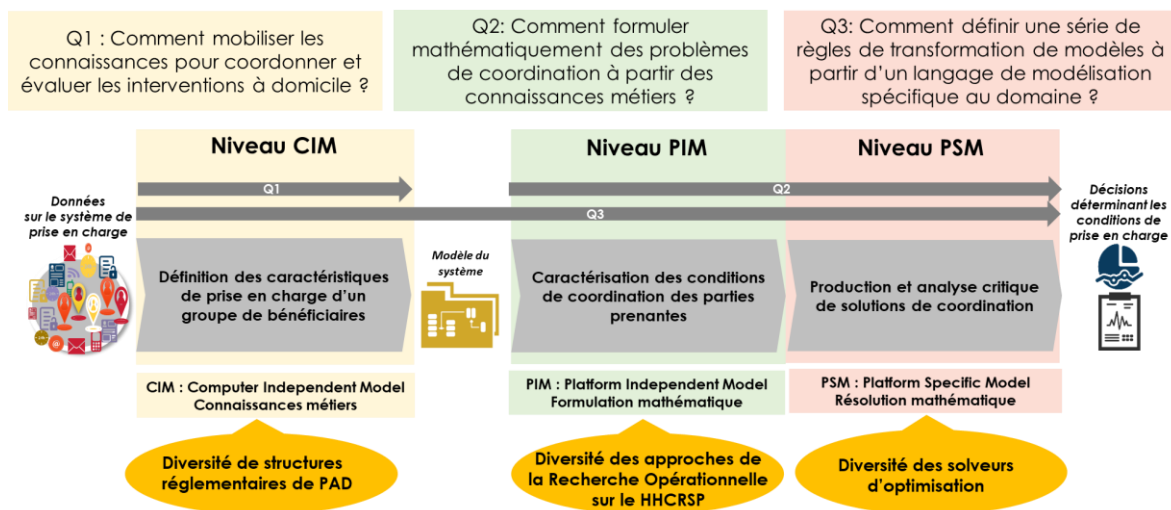 Q1 : Comment mobiliser les
connaissances pour coordonner et
évaluer les interventions à domicile ?
Q2: Comment formuler
mathématiquement des problèmes
de coordination à partir des
connaissances métiers ?
Q3: Comment définir une série de
règles de transformation de modèles à
partir d'un langage de modélisation
spécifique au domaine ?
Niveau CIM
Niveau PIM
Niveau PSM
Q1
Q2
Q3
Données
sur le système de
prise en charge
Décisions
déterminant les
conditions de
prise en charge
Définition des caractéristiques
de prise en charge d'un
groupe de bénéficiaires
Modèle du
système
Caractérisation des conditions
de coordination des parties
prenantes
Production et analyse critique
de solutions de coordination
CIM : Computer Independent Model
Connaissances métiers
PIM : Platform Independent Model
Formulation mathématique
PSM : Platform Specific Model
Résolution mathématique
Diversité de structures
réglementaires de PAD
Diversité des approches de
la Recherche Opérationnelle
sur le HHCRSP
Diversité des solveurs
d'optimisation